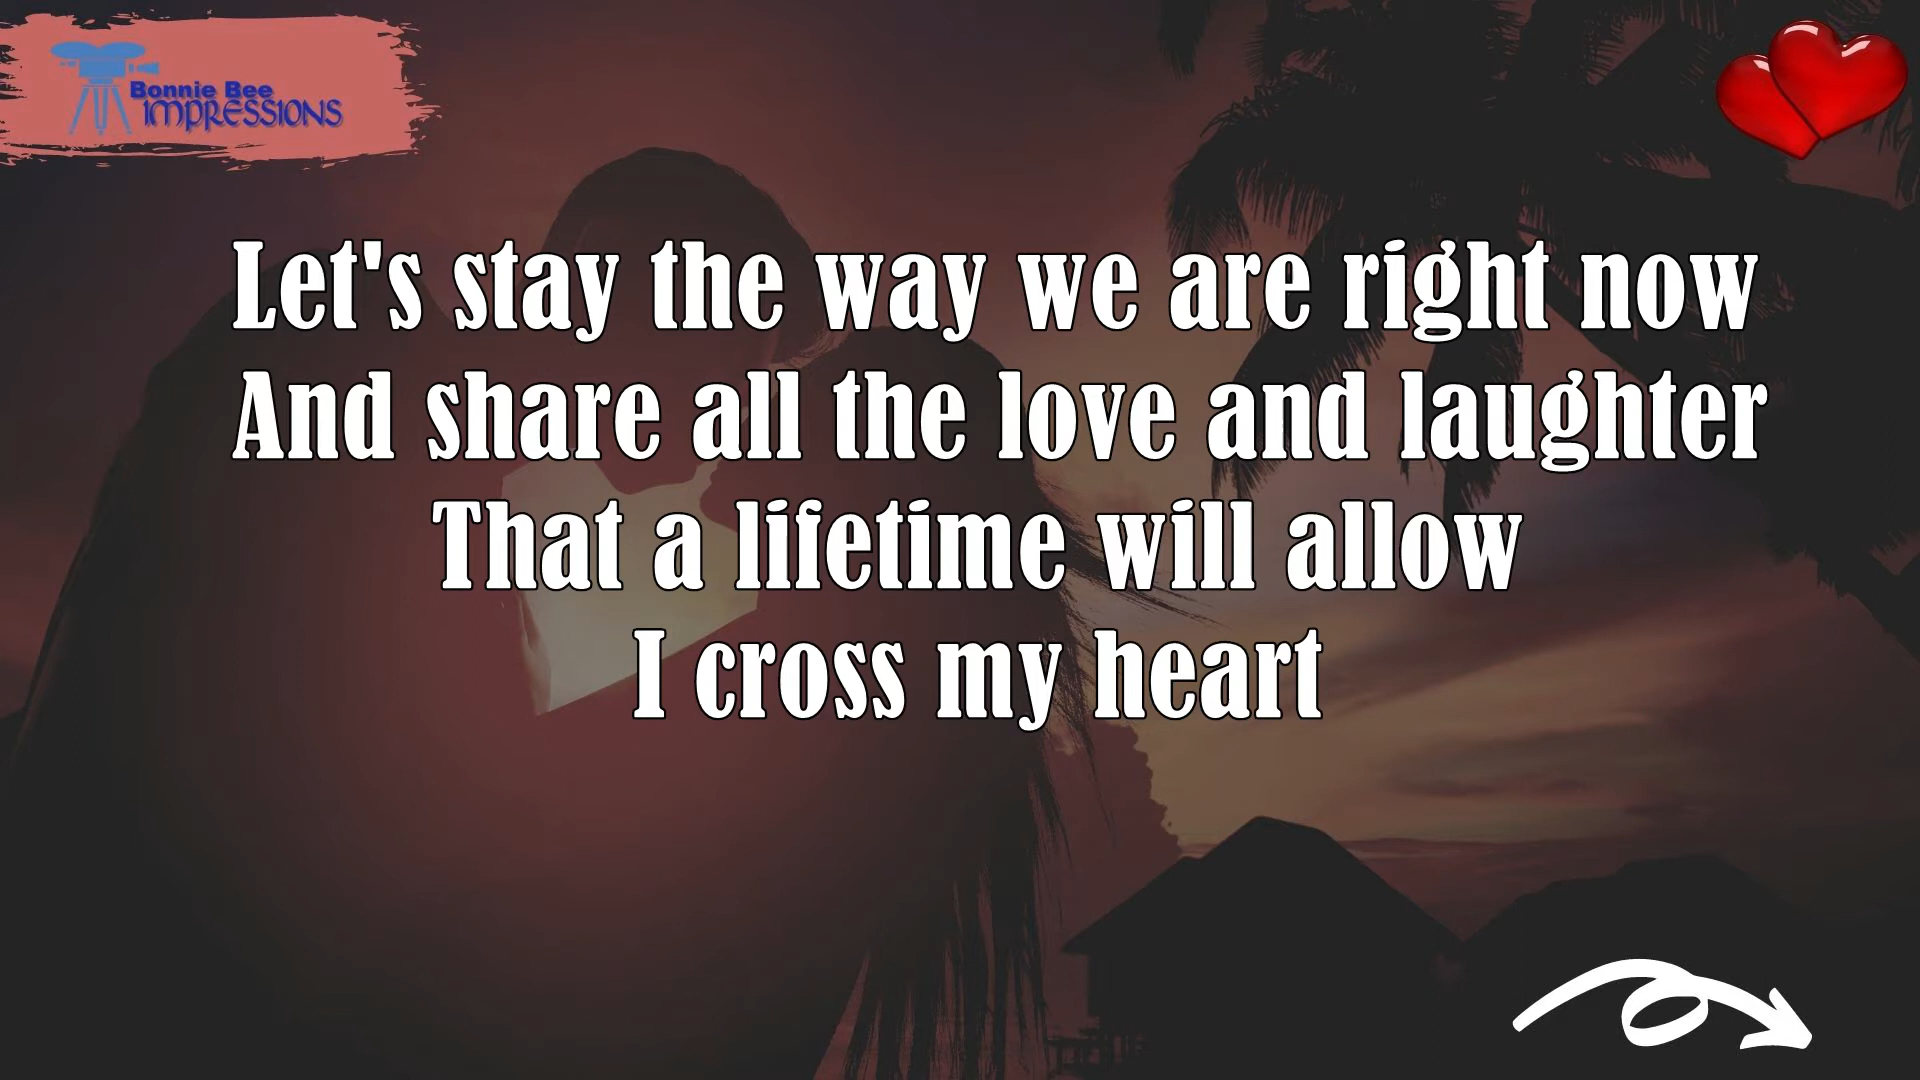 Bonnie Bee
IMPRESSIONS
Let's stay the way we are right now
And share all the love and laughter
That a lifetime will allow
I cross my heart